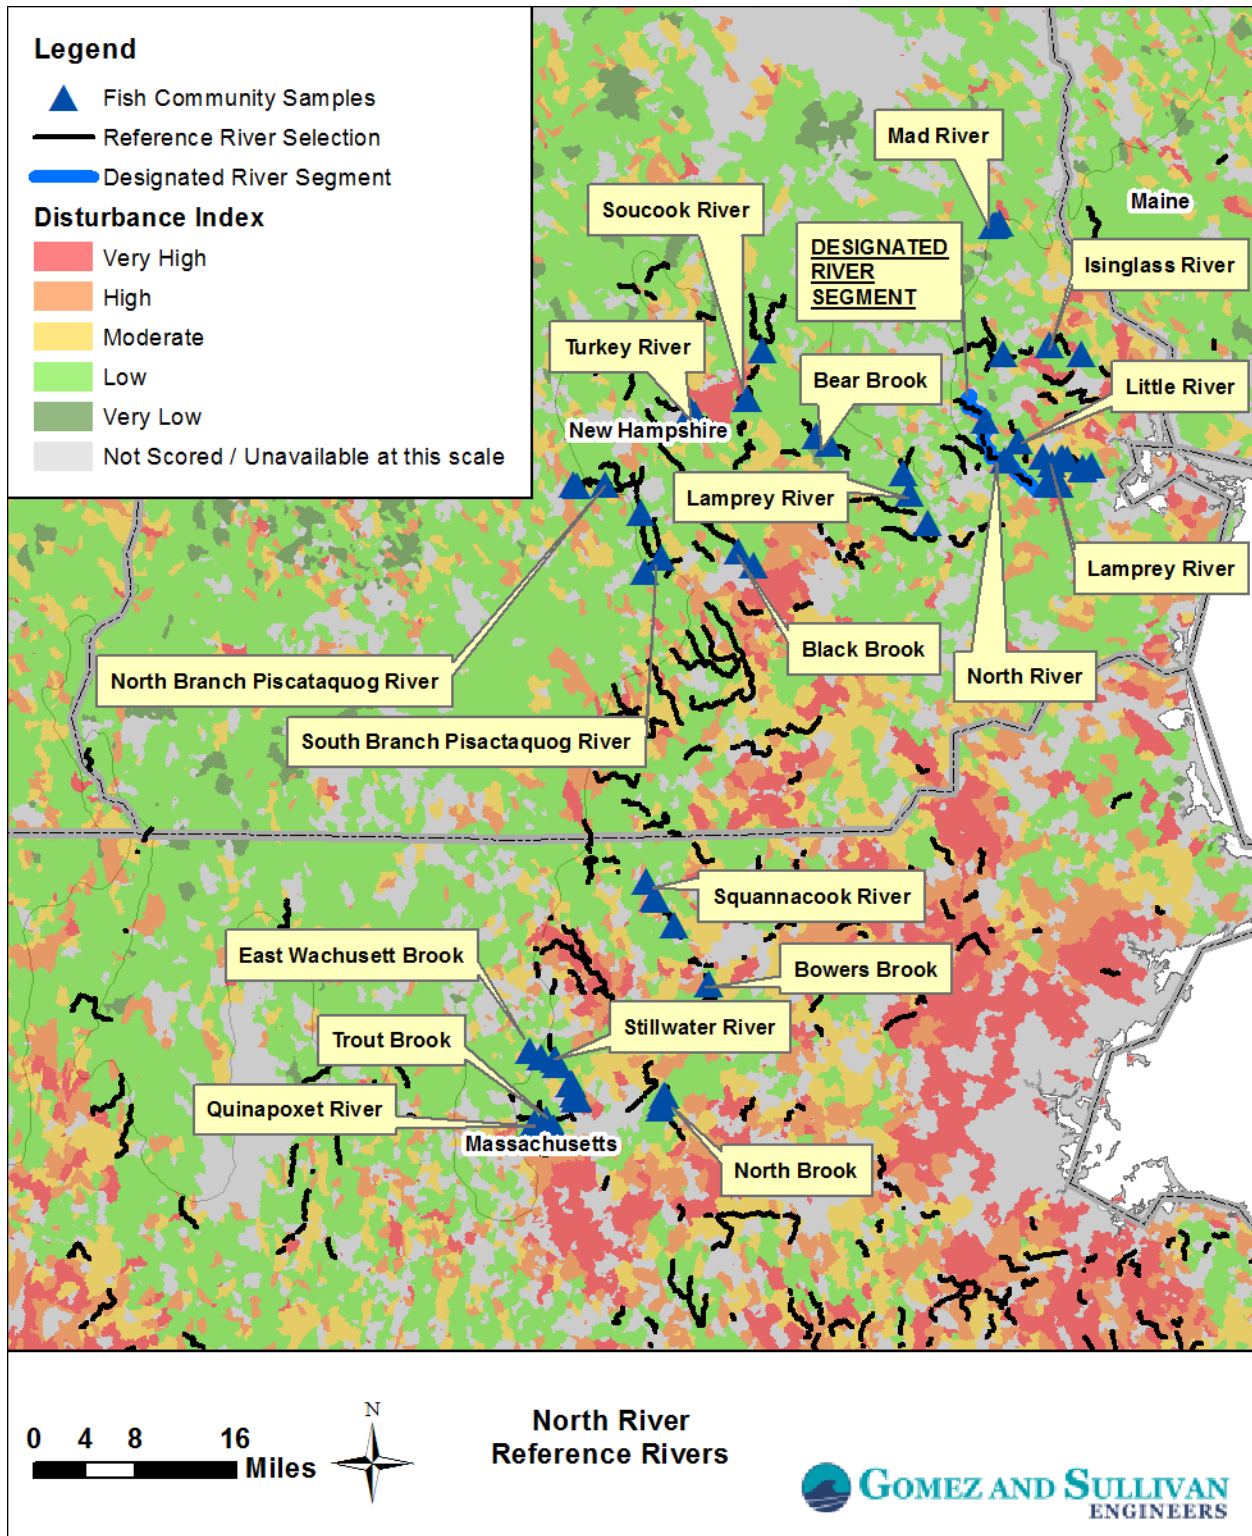 Legend
Fish Community Samples
Reference River Selection
Designated River Segment
Disturbance Index
Very High
High
Moderate
Low
Very Low
Not Scored / Unavailable at this scale
Mad River
Maine
Soucook River
DESIGNATED
RIVER
SEGMENT
Isinglass River
Turkey River
Bear Brook
Little River
New Hampshire
Lamprey River
Lamprey River
Black Brook
North River
North Branch Piscataquog River
South Branch Pisactaquog River
Squannacook River
East Wachusett Brook
Bowers Brook
Stillwater River
Trout Brook
Quinapoxet River
Massachusetts
North Brook
0 4 8 16
Miles
N
North River
Reference Rivers
GOMEZ AND SULLIVAN
ENGINEERS